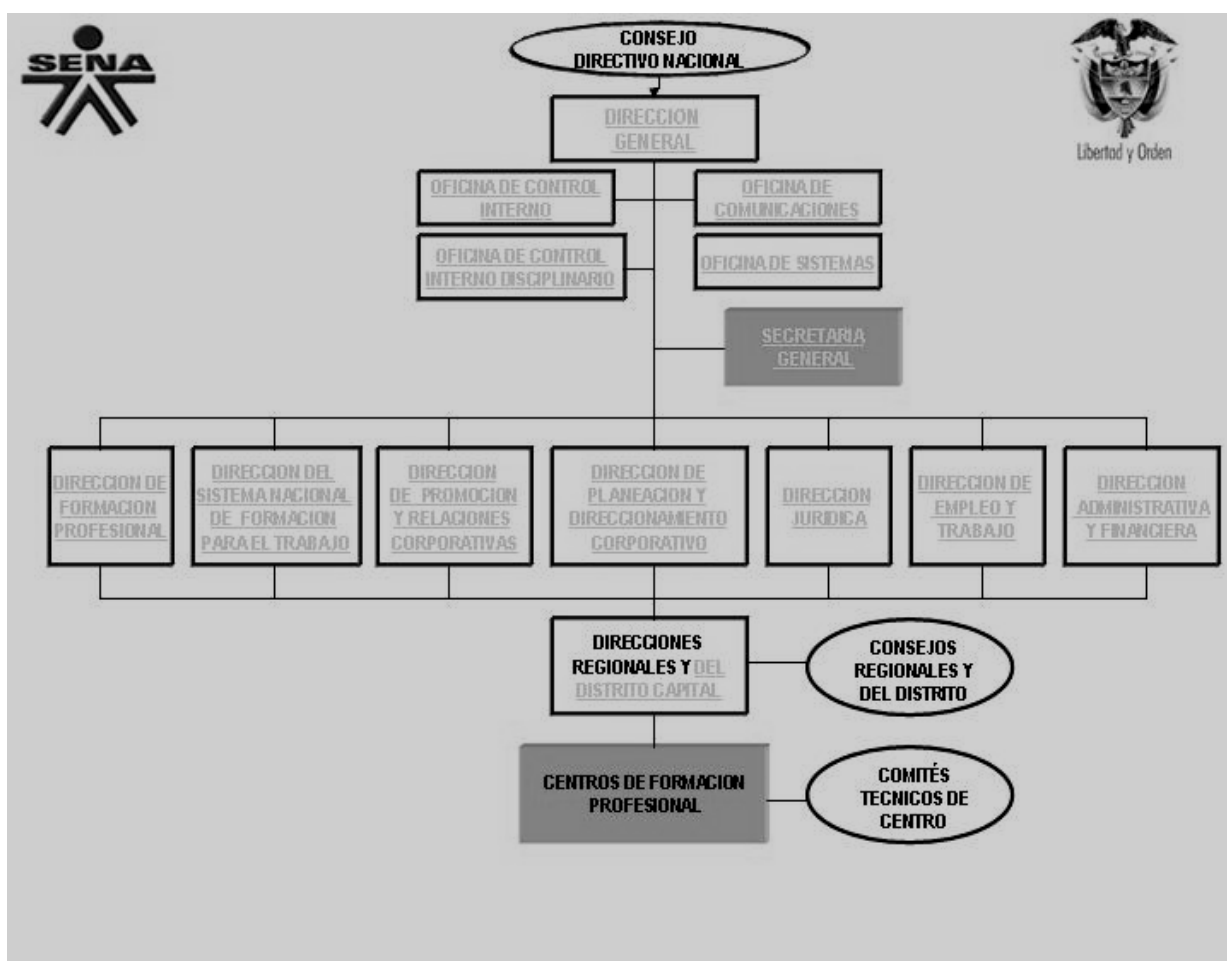 SENA
CONSEJO
DIRECTIVO NACIONAL
Libertad y Orden
DIRECCION
GENERAL
OFICINA DE CONTROL
INTERNO
OFICINA DE
COMUNICACIONES
OFICINA DE CONTROL
INTERNO DISCIPLINARIO
OFICINA DE SISTEMAS
SECRETARIA
GENERAL
DIRECCION DE
FORMACION
PROFESIONAL
DIRECCION DEL
SISTEMA NACIONAL
DE FORMACION
PARA EL TRABAJO
DIRECCION
DE PROMOCION
Y RELACIONES
CORPORATIVAS
DIRECCION DE
PLANEACION Y
DIRECCIONAMIENTO
CORPORATIVO
DIRECCION
JURIDICA
DIRECCION DE
EMPLEO Y
TRABAJO
DIRECCION
ADMINISTRATIVA
Y FINANCIERA
DIRECCIONES
REGIONALES Y DEL
DISTRITO CAPITAL
CONSEJOS
REGIONALES Y
DEL DISTRITO
CENTROS DE FORMACION
PROFESIONAL
COMITÉS
TECNICOS DE
CENTRO